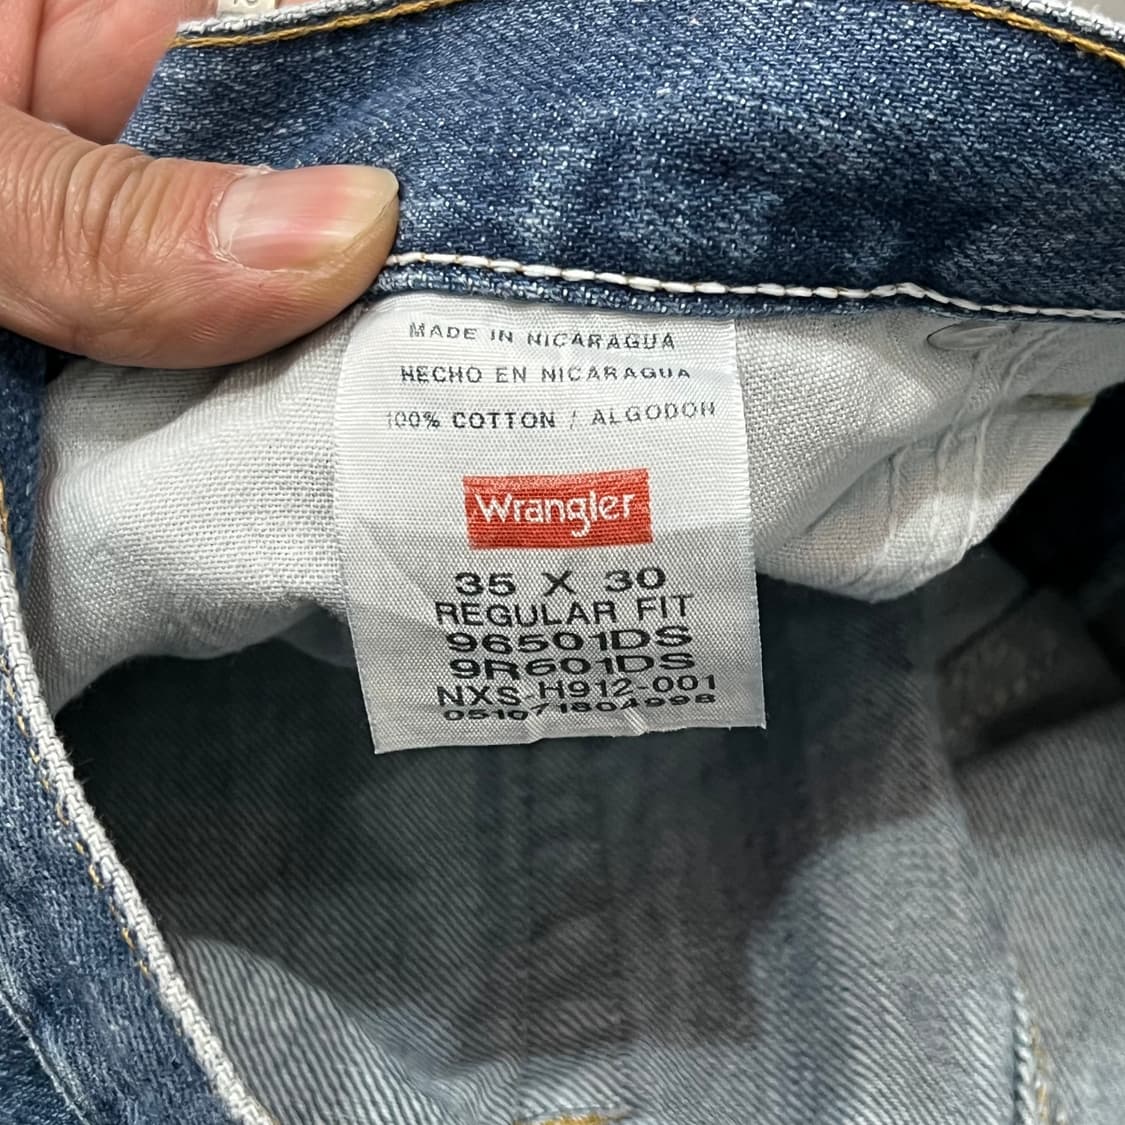 MADE IN NICARAGUA
HECHO EN NICARAGUA
100% COTTON / ALGODON
Wrangler
35 X 30
REGULAR FIT
96501DS
9R601DS
NXS H912-001